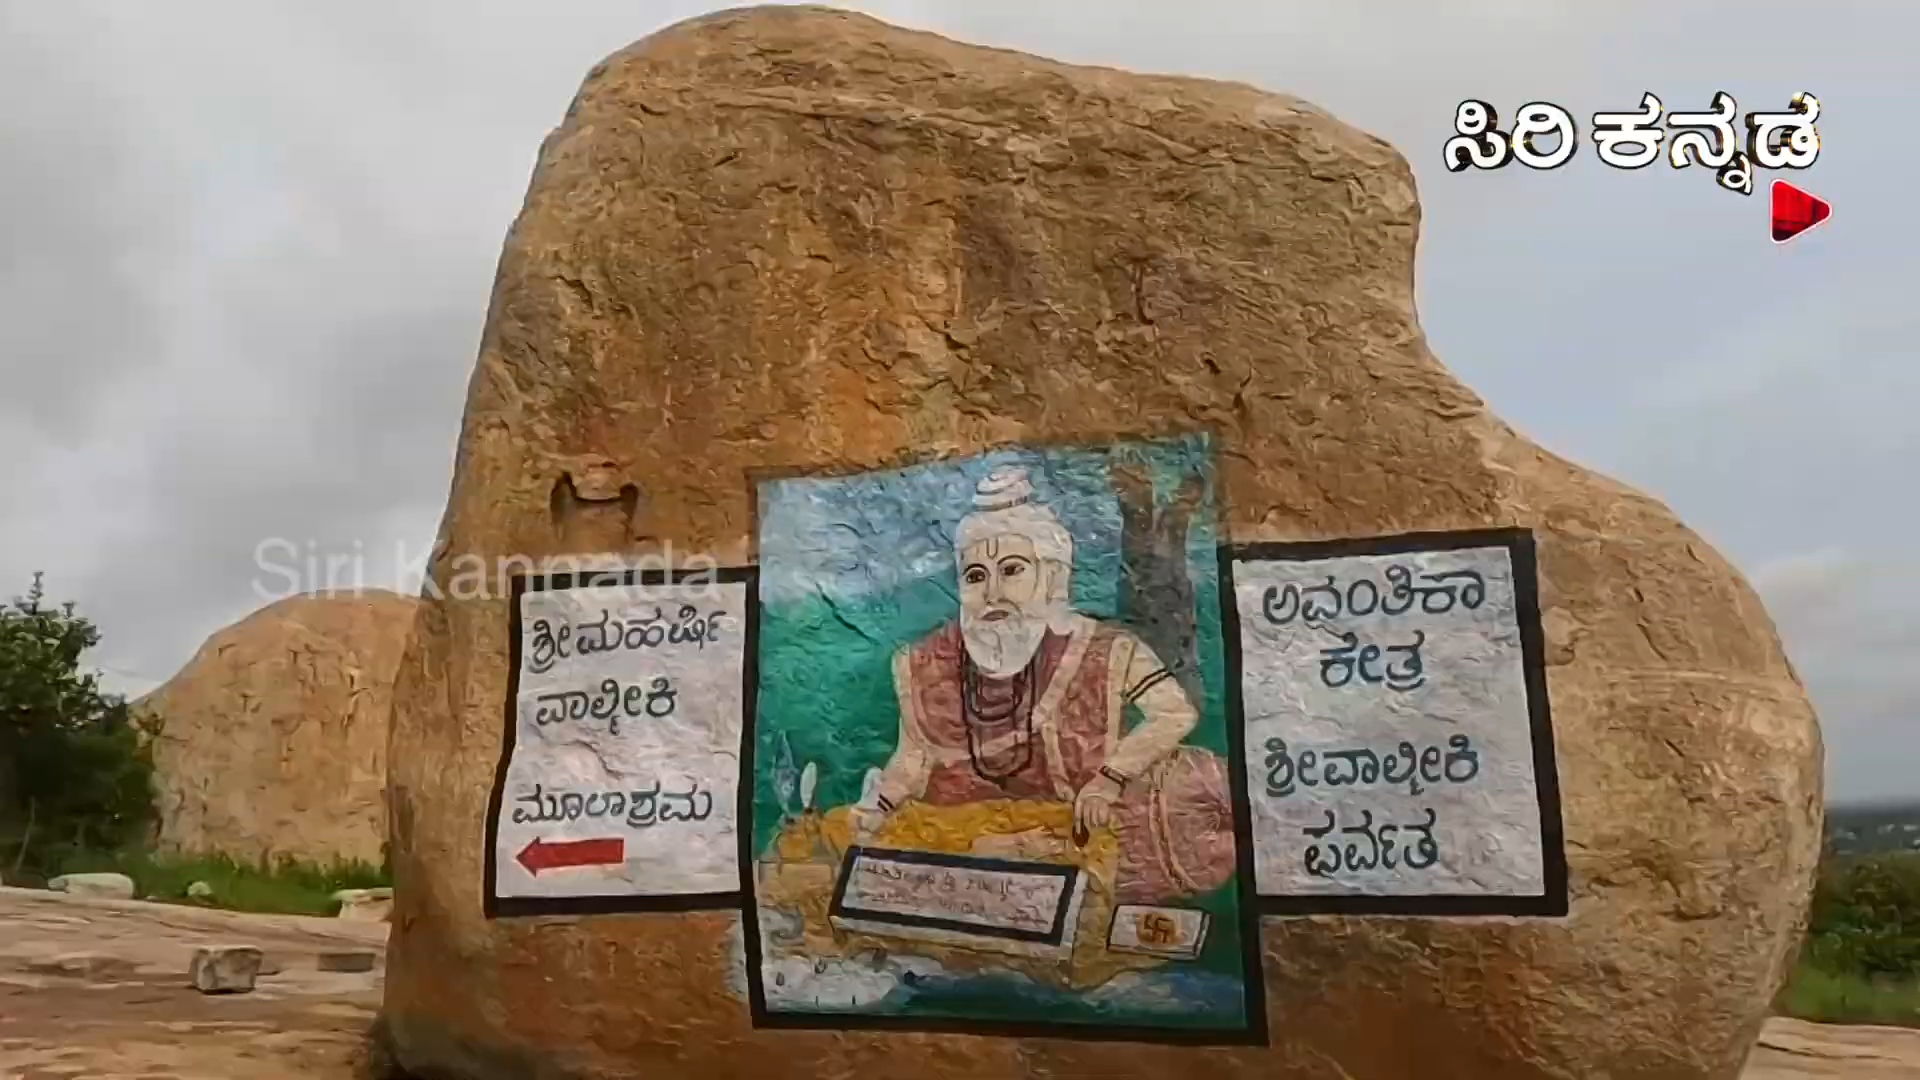 ಸಿರಿ ಕನ್ನಡ
Siri Kannada
ಶ್ರೀ ಮಹರ್ಷಿ
ವಾಲ್ಮೀಕಿ
ಮೂಲಾಶ್ರಮ
ಅವಂತಿಕಾ
ಕೇತ್ರ
ಶ್ರೀವಾಲ್ಮೀಕಿ
ಪರ್ವತ